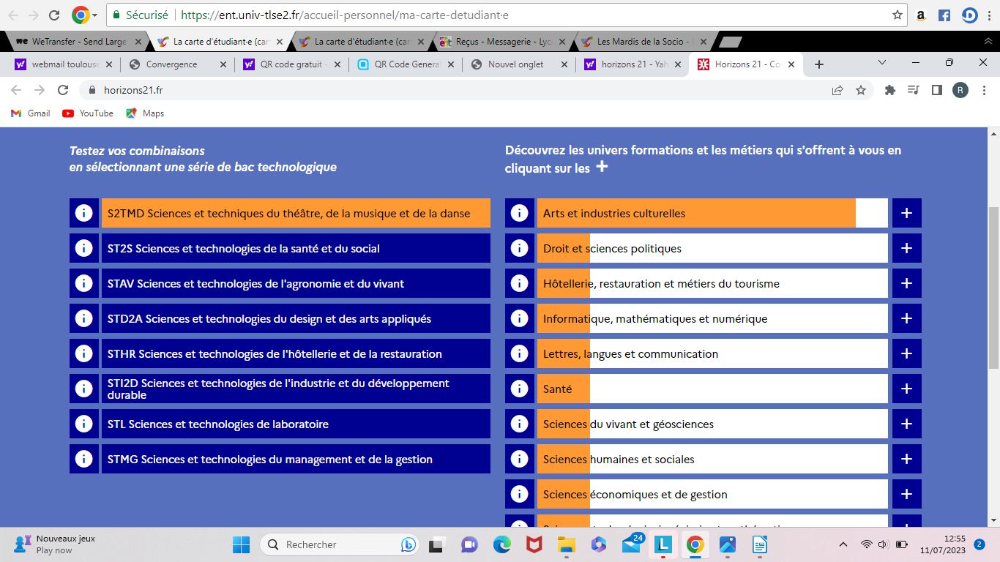 Sécurisé https://ent.univ-tlse2.fr/accueil-personnel/ma-carte-detudiant·e
WeTransfer - Send Large
La carte d'étudiant·e (car
La carte d'étudiant·e (car
Reçus - Messagerie - Lyc
Les Mardis de la Socio -
webmail toulouse
Convergence
QR code gratuit -
QR Code Genera
Nouvel onglet
horizons 21 - Yah
Horizons 21 - Co
horizons21.fr
R
Gmail
YouTube
Maps
Testez vos combinaisons
en sélectionnant une série de bac technologique
S2TMD Sciences et techniques du théâtre, de la musique et de la danse
ST2S Sciences et technologies de la santé et du social
STAV Sciences et technologies de l'agronomie et du vivant
STD2A Sciences et technologies du design et des arts appliqués
STHR Sciences et technologies de l'hôtellerie et de la restauration
STI2D Sciences et technologies de l'industrie et du développement
durable
STL Sciences et technologies de laboratoire
STMG Sciences et technologies du management et de la gestion
Découvrez les univers formations et les métiers qui s'offrent à vous en
cliquant sur les +
Arts et industries culturelles
Droit et sciences politiques
Hôtellerie, restauration et métiers du tourisme
Informatique, mathématiques et numérique
Lettres, langues et communication
Santé
Sciences du vivant et géosciences
Sciences humaines et sociales
Sciences économiques et de gestion
Nouveaux jeux
Play now
Rechercher
24
12:55
11/07/2023
2